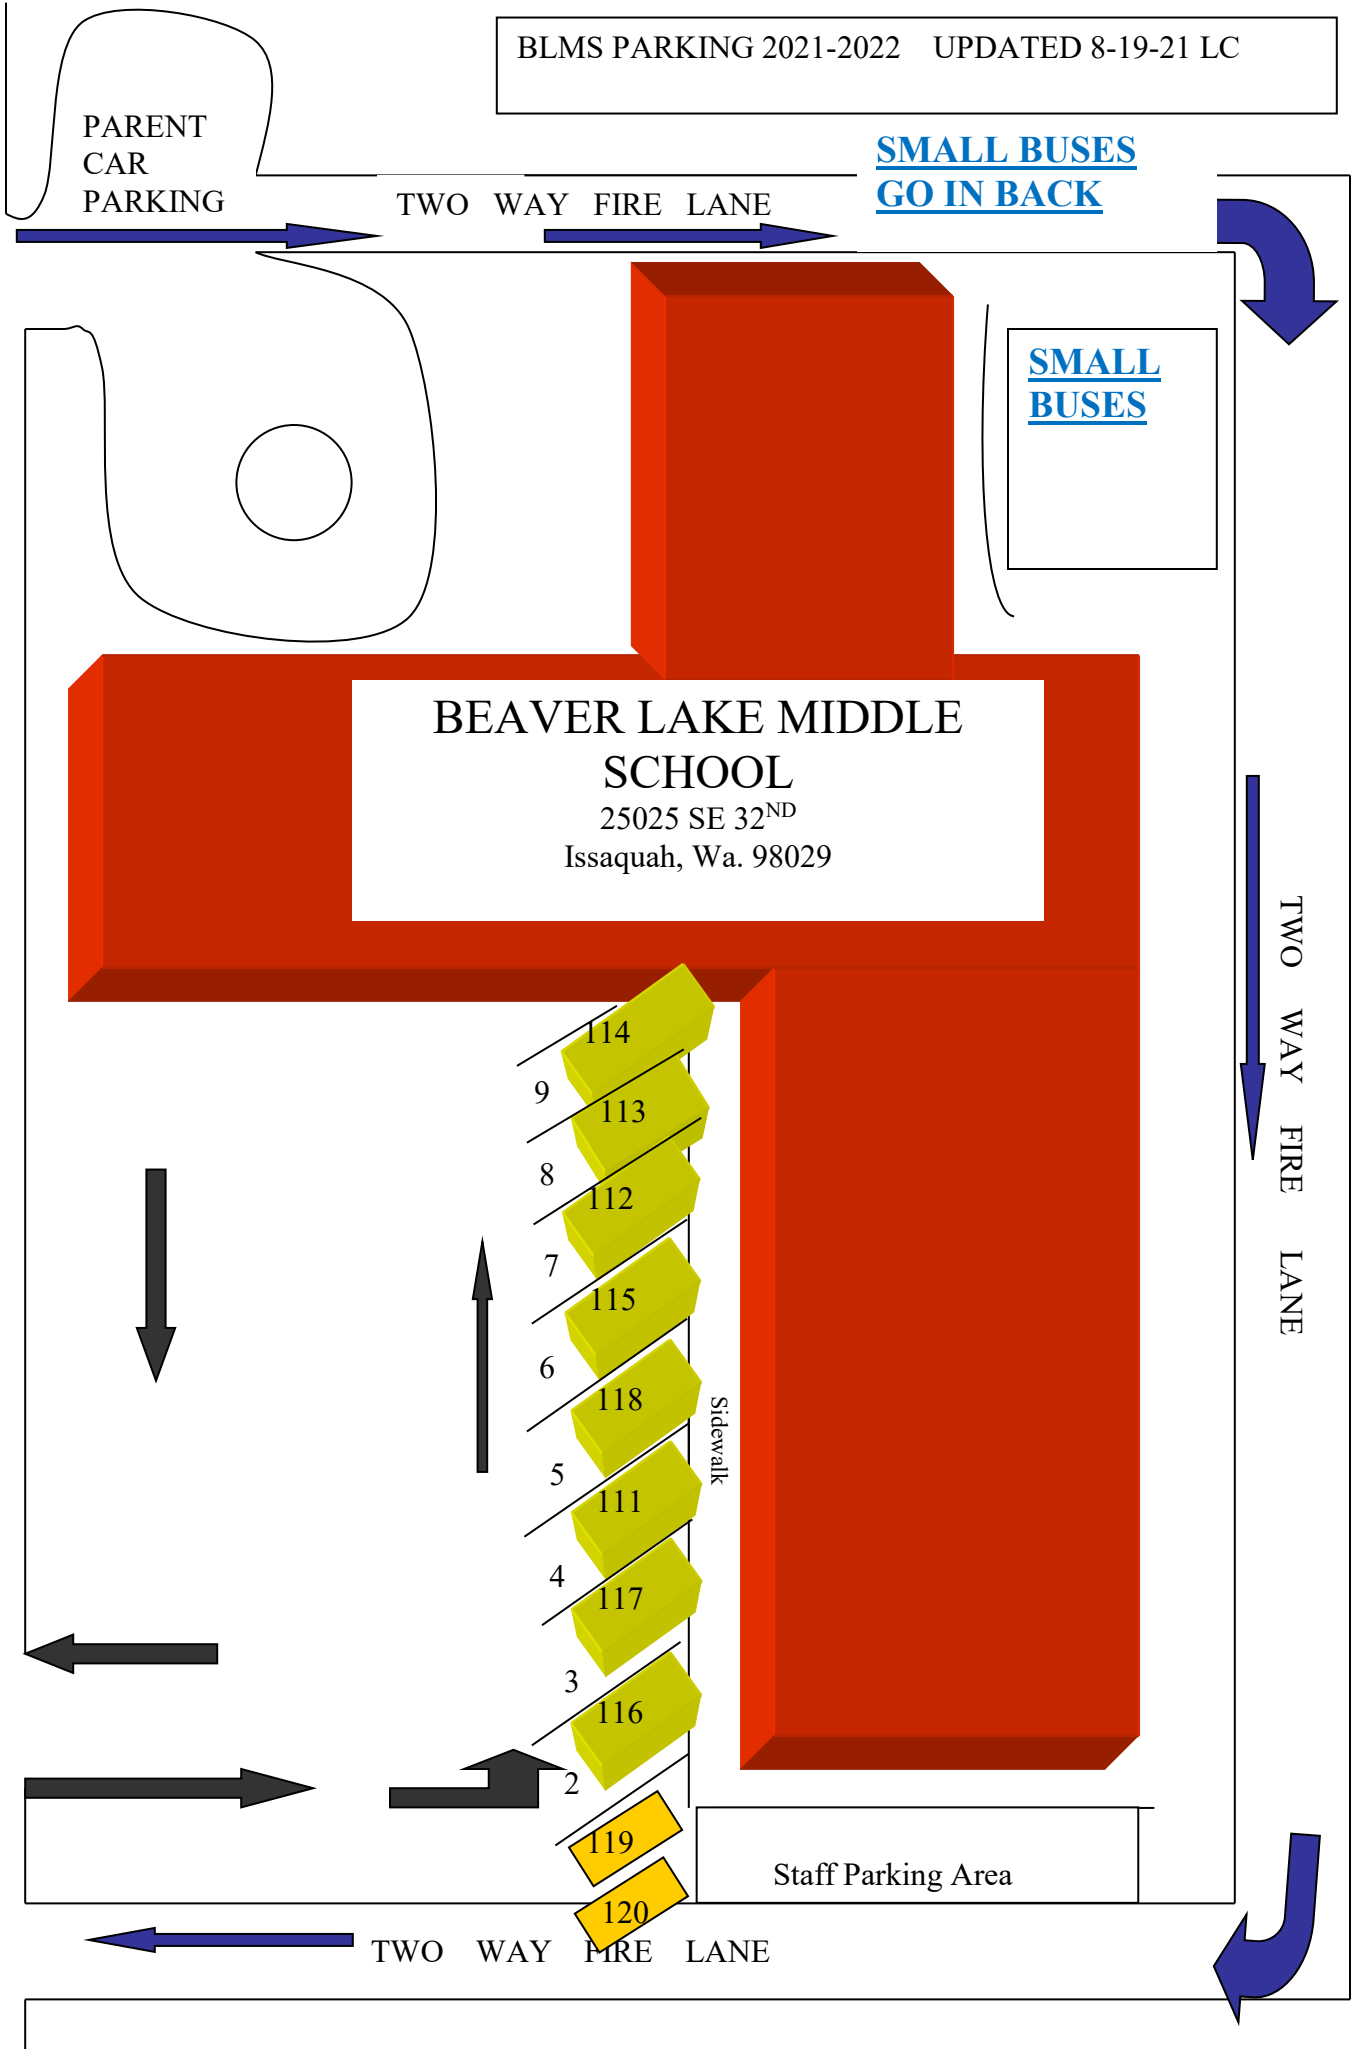 BLMS PARKING 2021-2022 UPDATED 8-19-21 LC
PARENT
CAR
PARKING
SMALL BUSES
GO IN BACK
TWO WAY FIRE LANE
SMALL
BUSES
BEAVER LAKE MIDDLE
SCHOOL
25025 SE 32ND
Issaquah, Wa. 98029
TWO WAY FIRE LANE
114
9
113
8
112
7
115
6
118
Sidewalk
5
111
4
117
3
116
2
119
Staff Parking Area
120
TWO WAY FIRE LANE